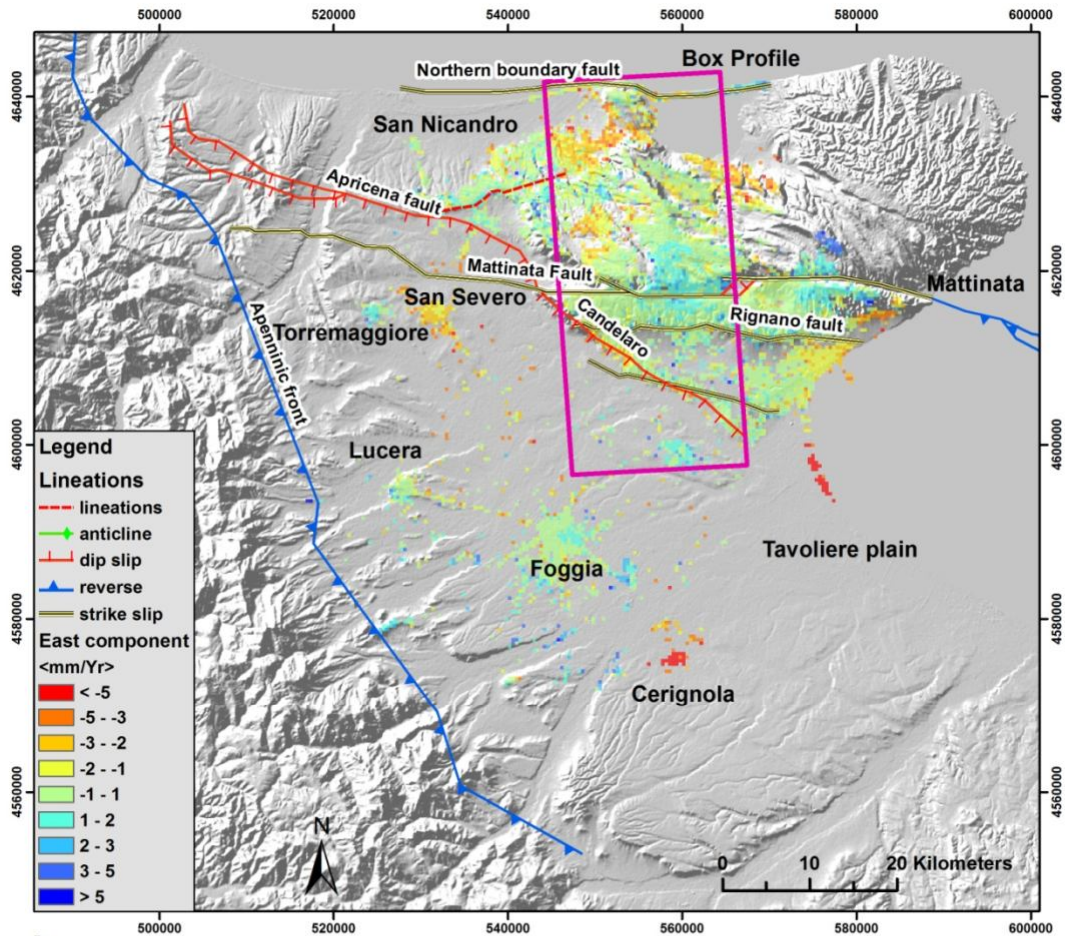 500000 520000 540000 560000 580000 600000
Box Profile
Northern boundary fault
4640000 4640000
San Nicandro
Apricena fault
4620000 4620000
Mattinata Fault
Mattinata
San Severo
Candelaro
Rignano fault
Torremaggiore
Apenninic front
4600000 4600000
Lucera
Legend
Lineations
lineations
anticline
dip slip
reverse
strike slip
East component
<mm/Yr>
< -5
-5 - -3
-3 - -2
-2 - -1
-1 - 1
1 - 2
2 - 3
3 - 5
> 5
Tavoliere plain
Foggia
4580000 4580000
Cerignola
4560000 4560000
N
0 10 20 Kilometers
500000 520000 540000 560000 580000 600000